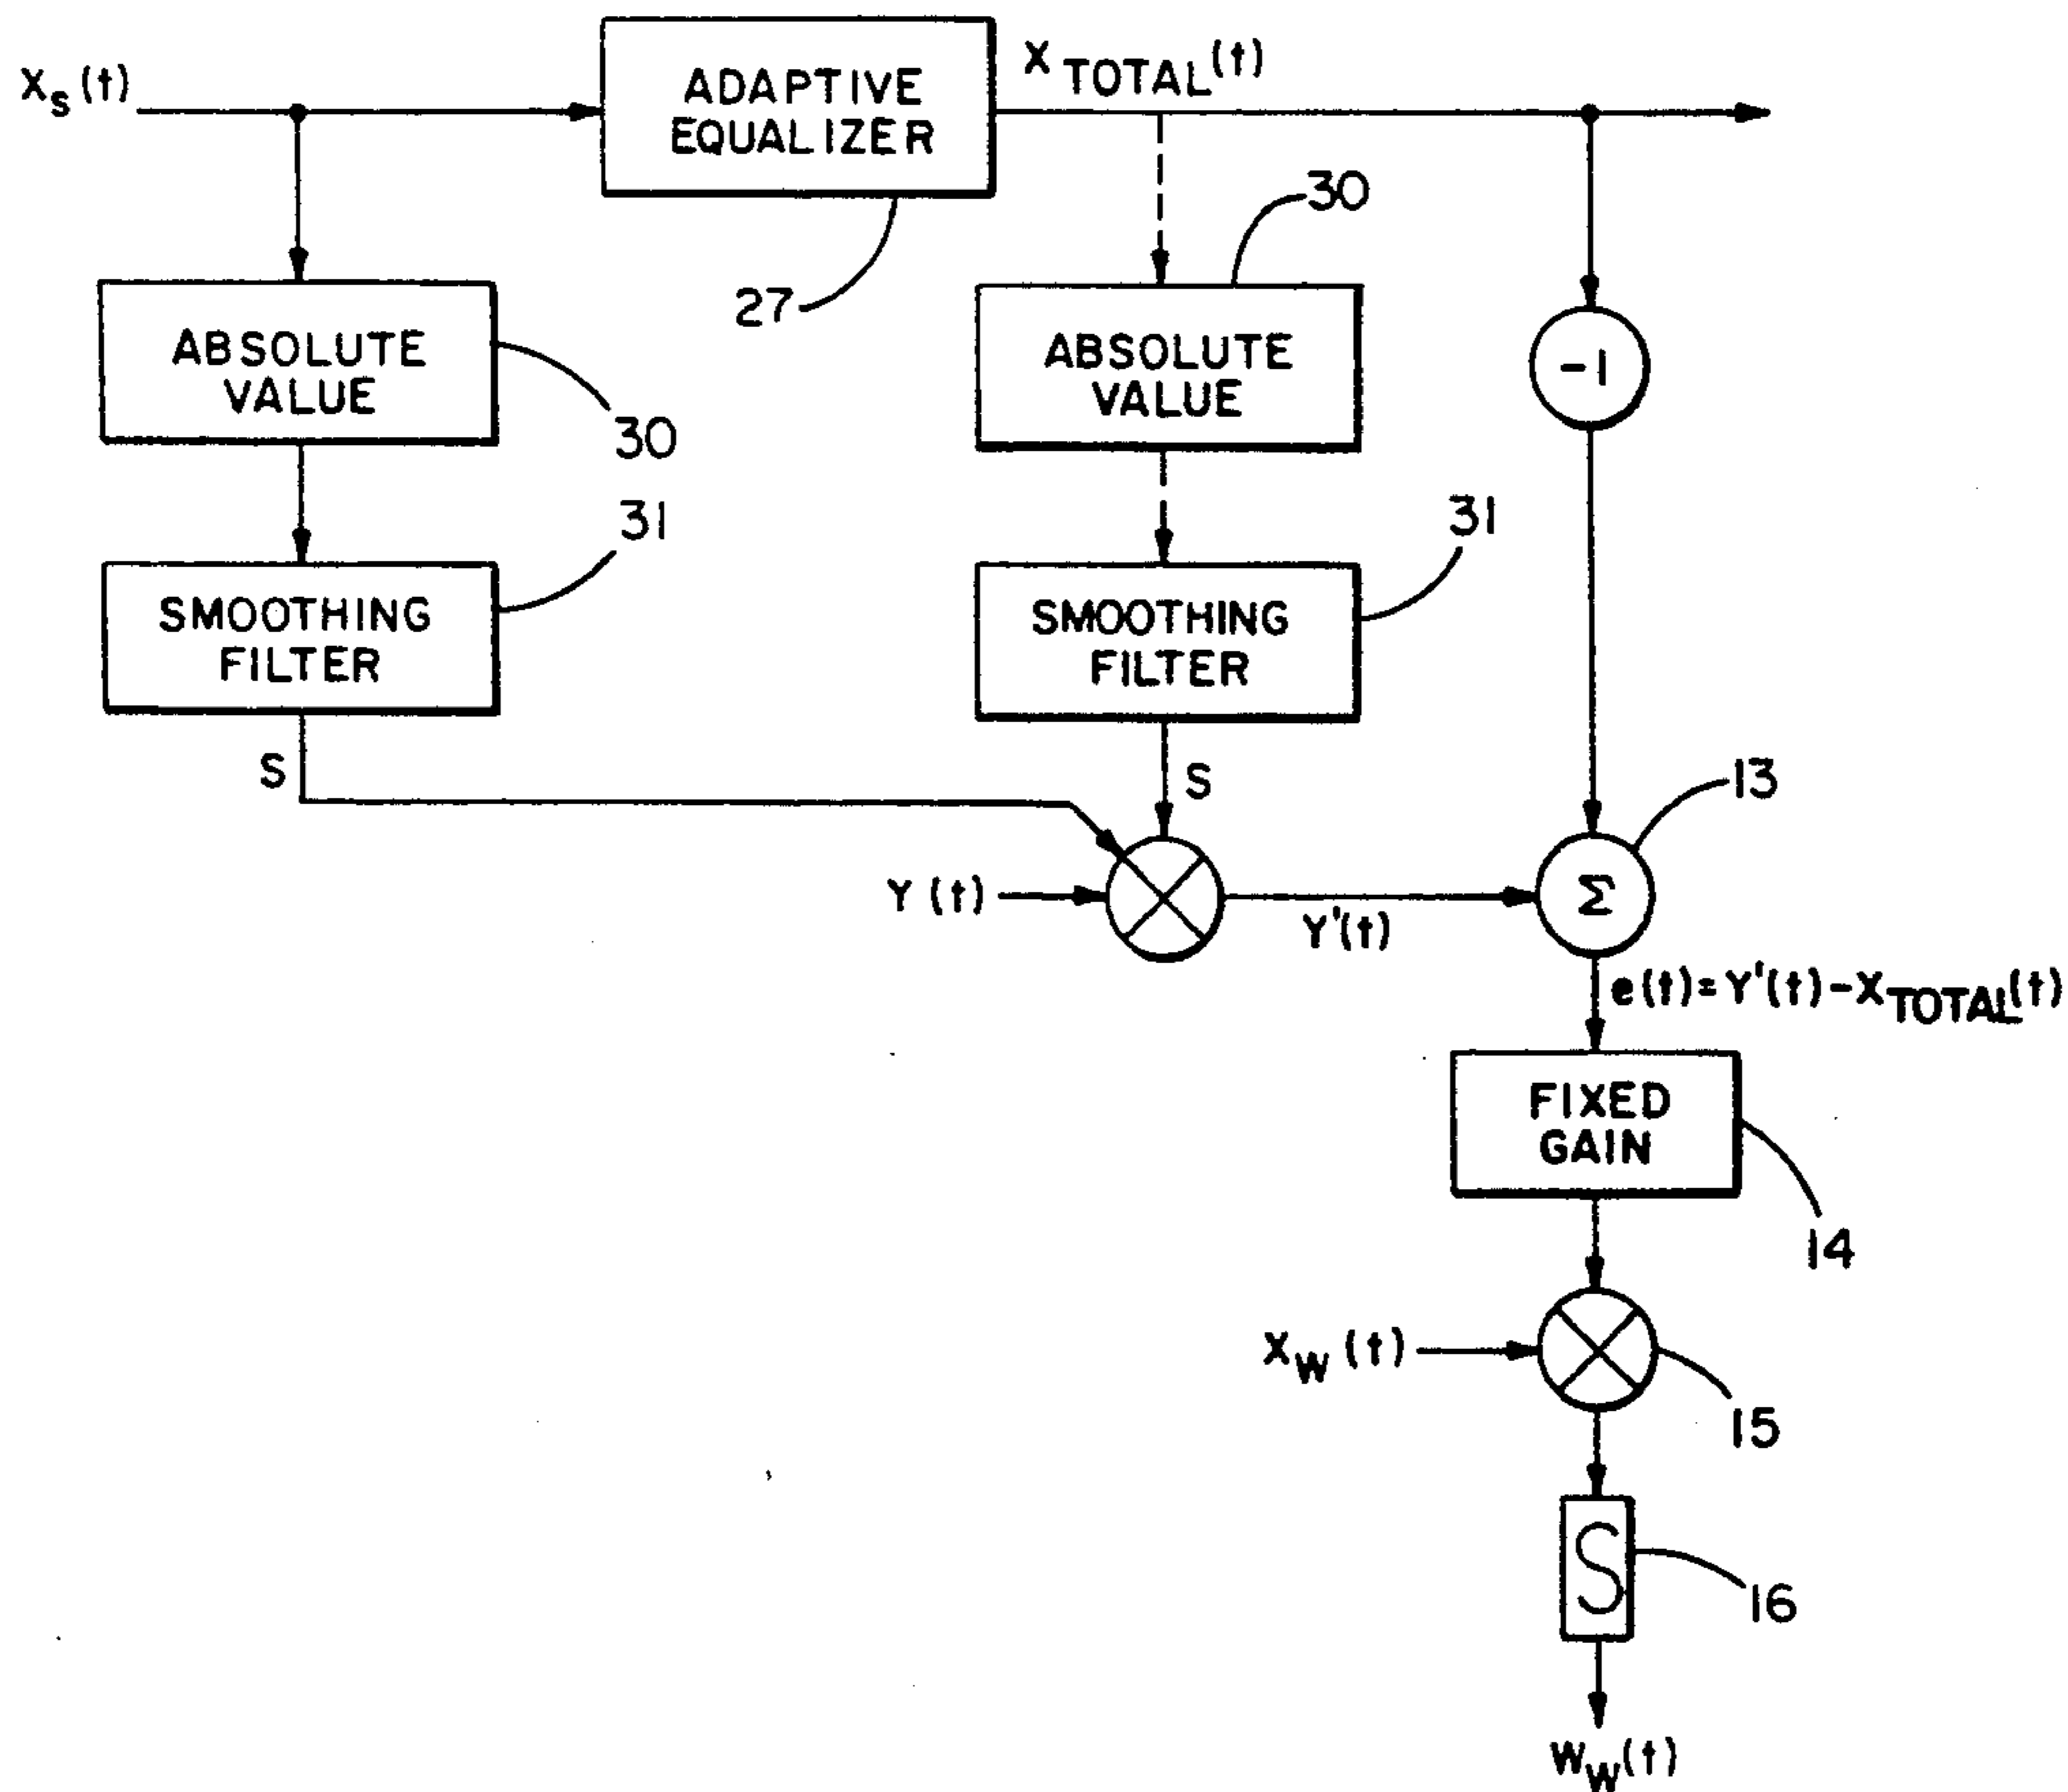 X_S (t)
ADAPTIVE
EQUALIZER
X_TOTAL (t)
27
30
ABSOLUTE
VALUE
30
ABSOLUTE
VALUE
-1
31
SMOOTHING
FILTER
31
SMOOTHING
FILTER
S
S
13
Y (t)
Y'(t)
Σ
e(t)=Y'(t)-X_TOTAL(t)
FIXED
GAIN
14
X_W (t)
15
S
16
W_W(t)